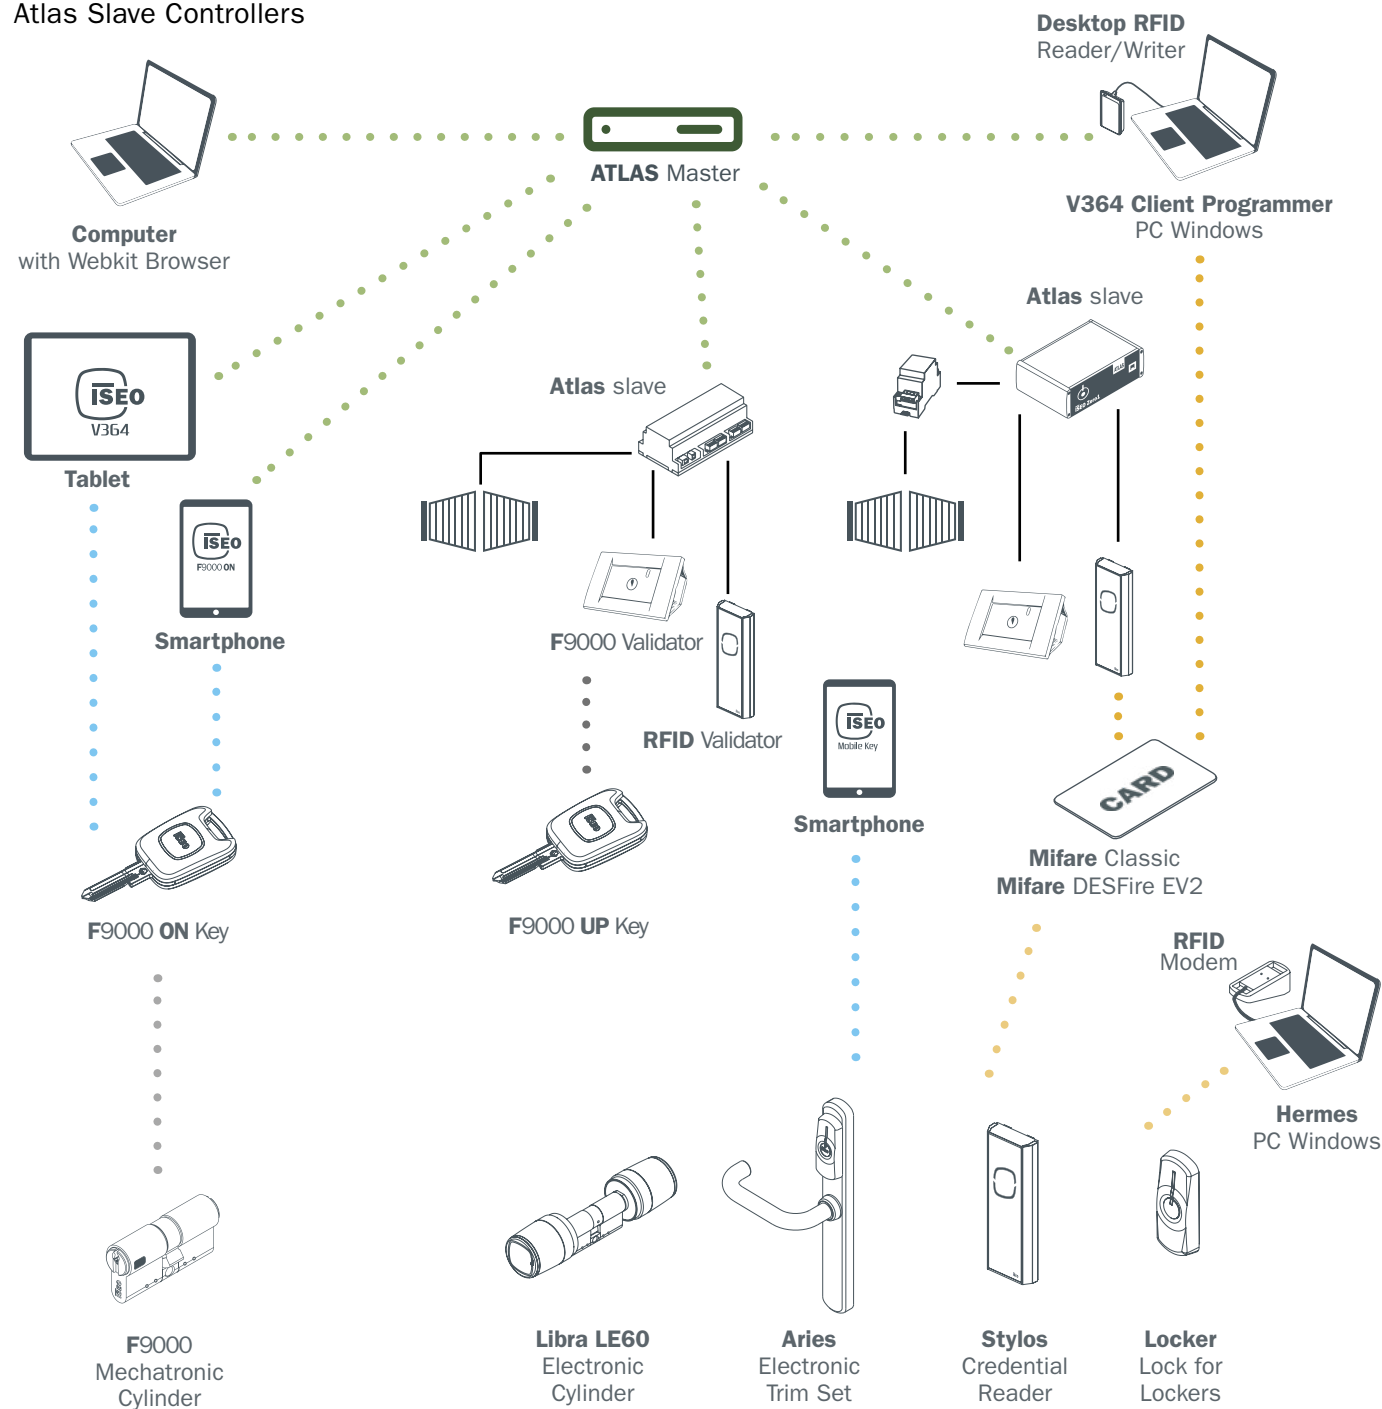 Atlas Slave Controllers
Desktop RFID
Reader/Writer
ATLAS Master
V364 Client Programmer
PC Windows
Computer
with Webkit Browser
Atlas slave
ISEO
V364
Atlas slave
Tablet
ISEO
F9000 ON
Smartphone
F9000 Validator
RFID Validator
ISEO
Mobile Key
Smartphone
CARD
Mifare Classic
Mifare DESFire EV2
F9000 ON Key
F9000 UP Key
RFID
Modem
Hermes
PC Windows
F9000
Mechatronic
Cylinder
Libra LE60
Electronic
Cylinder
Aries
Electronic
Trim Set
Stylos
Credential
Reader
Locker
Lock for
Lockers